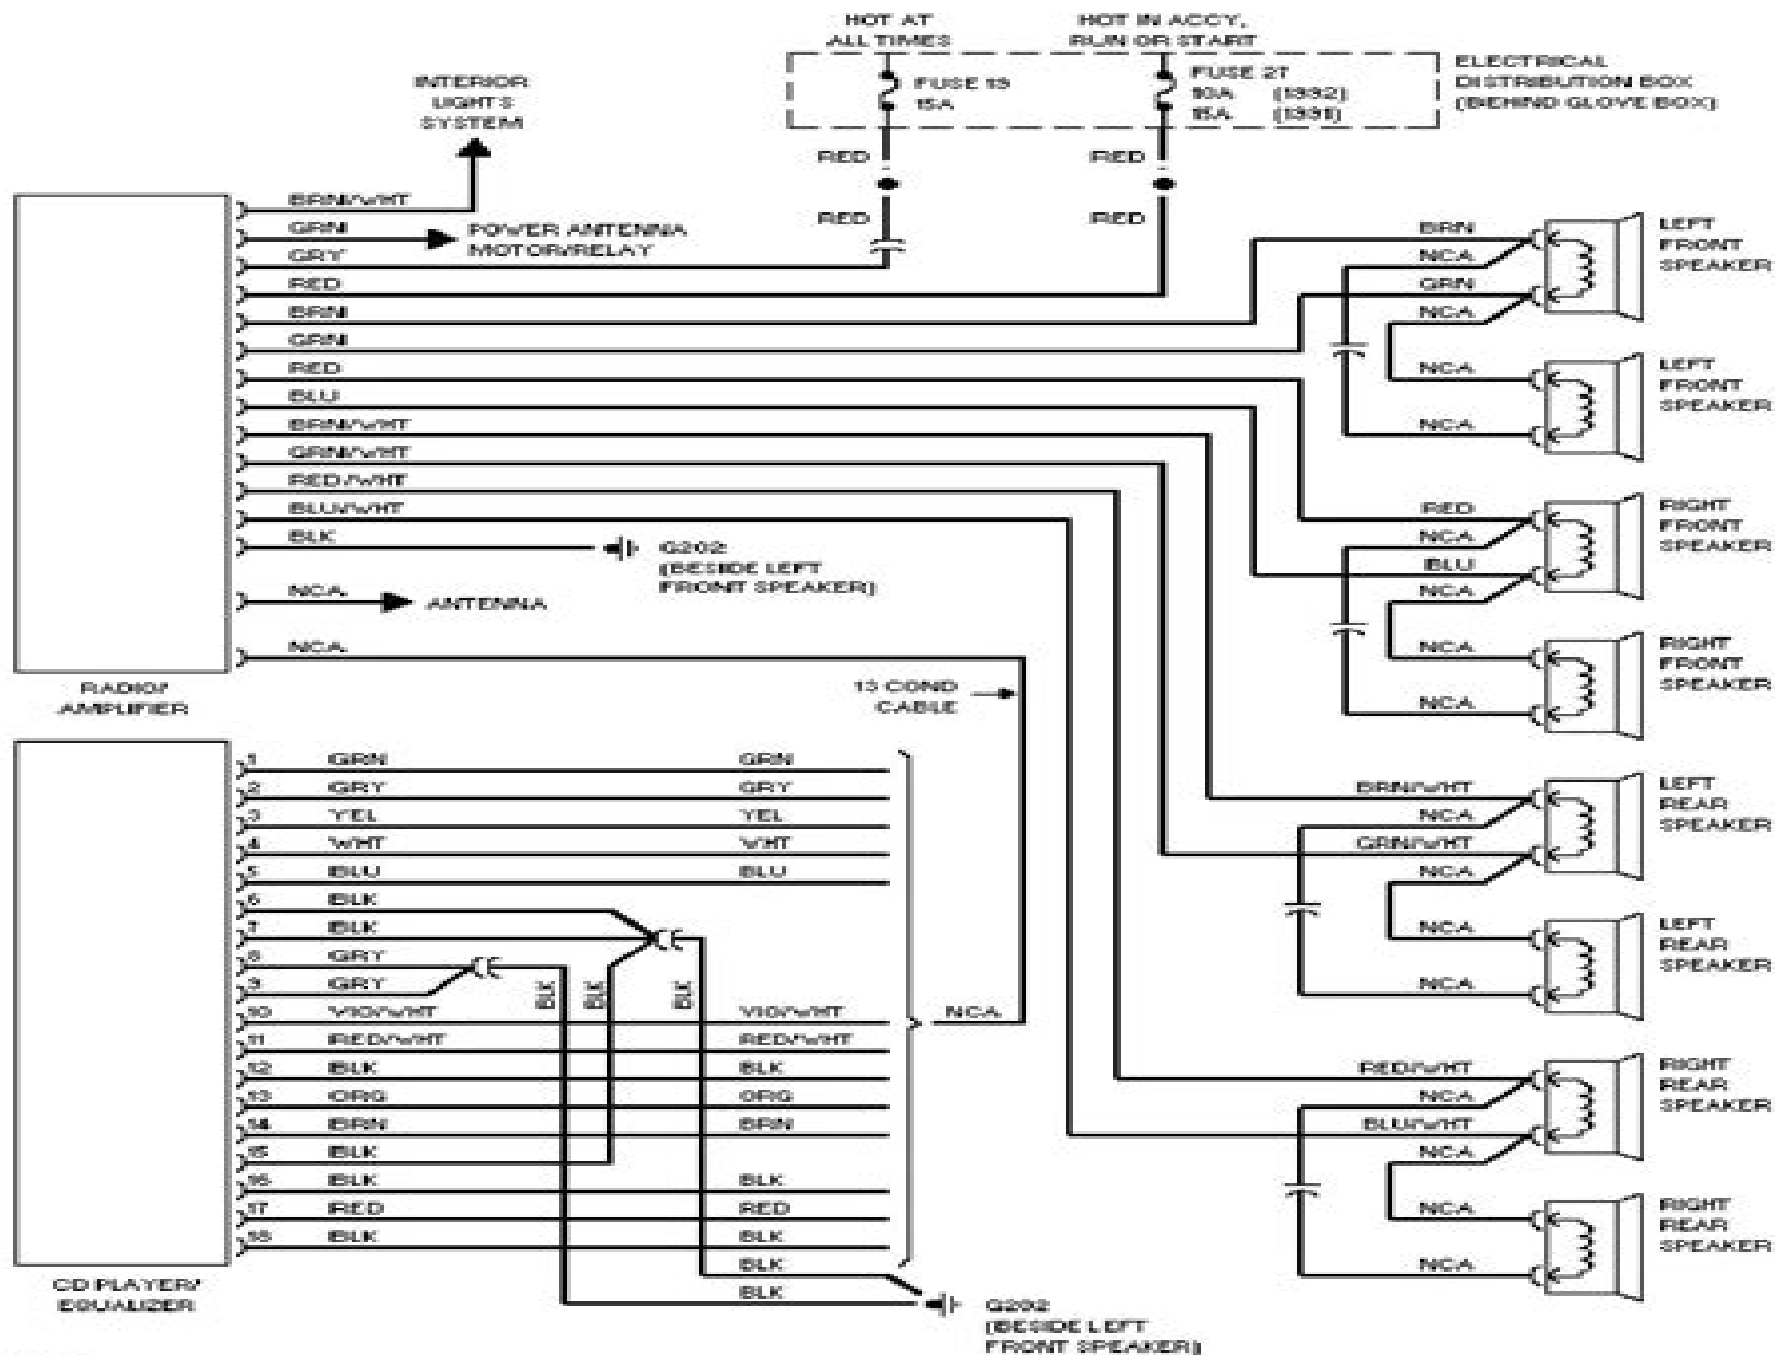 HOT AT
ALL TIMES
HOT IN ACCY,
RUN OR START
FUSE 19
15A
FUSE 27
10A (1992)
15A (1991)
ELECTRICAL
DISTRIBUTION BOX
(BEHIND GLOVE BOX)
INTERIOR
LIGHTS
SYSTEM
RED
RED
RED
RED
BRN/WHT
GRN
POWER ANTENNA
MOTOR/RELAY
GRY
RED
BRN
GRN
RED
BLU
BRN/WHT
GRN/WHT
RED/WHT
BLU/WHT
BLK
G202
(BESIDE LEFT
FRONT SPEAKER)
NCA
ANTENNA
NCA
RADIO/
AMPLIFIER
13 COND
CABLE
BRN
NCA
GRN
NCA
LEFT
FRONT
SPEAKER
NCA
NCA
LEFT
FRONT
SPEAKER
RED
NCA
BLU
NCA
RIGHT
FRONT
SPEAKER
NCA
NCA
RIGHT
FRONT
SPEAKER
BRN/WHT
NCA
GRN/WHT
NCA
LEFT
REAR
SPEAKER
NCA
NCA
LEFT
REAR
SPEAKER
RED/WHT
NCA
BLU/WHT
NCA
RIGHT
REAR
SPEAKER
NCA
NCA
RIGHT
REAR
SPEAKER
1 GRN GRN
2 GRY GRY
3 YEL YEL
4 WHT WHT
5 BLU BLU
6 BLK
7 BLK
8 GRY
9 GRY
BLK
BLK
BLK
10 VIO/WHT VIO/WHT
NCA
11 RED/WHT RED/WHT
12 BLK BLK
13 ORG ORG
14 BRN BRN
15 BLK
16 BLK BLK
17 RED RED
18 BLK BLK
BLK
BLK
CD PLAYER/
EQUALIZER
G202
(BESIDE LEFT
FRONT SPEAKER)